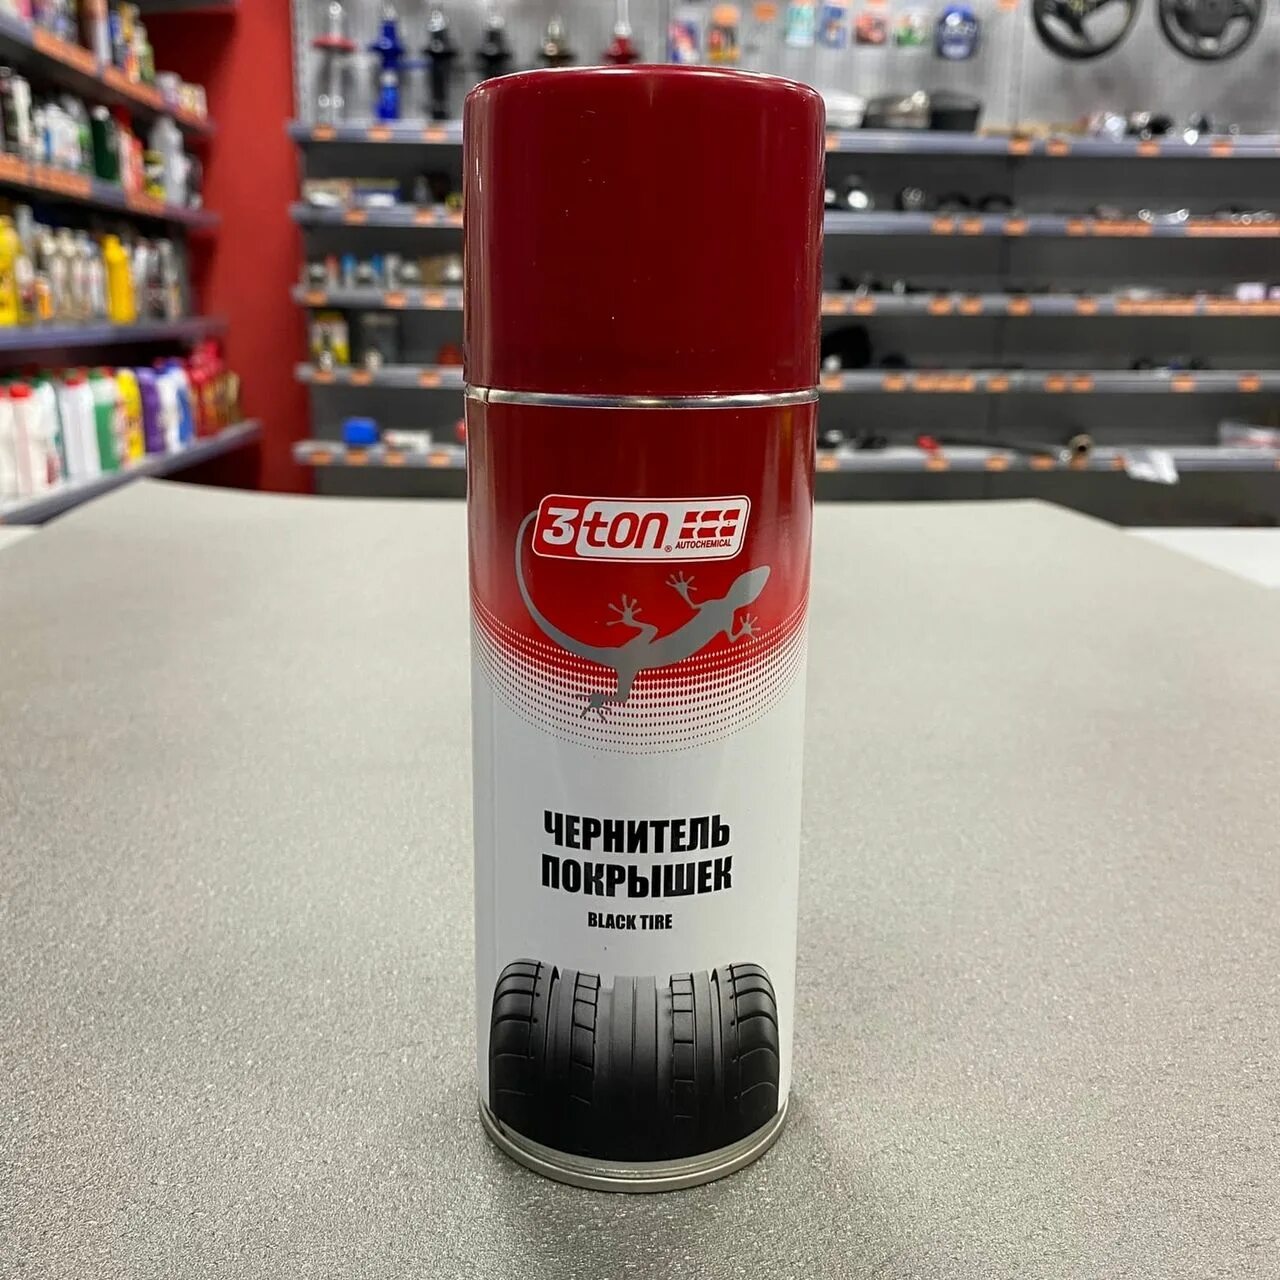 3ton®
AUTOCHEMICAL
ЧЕРНИТЕЛЬ
ПОКРЫШЕК
BLACK TIRE